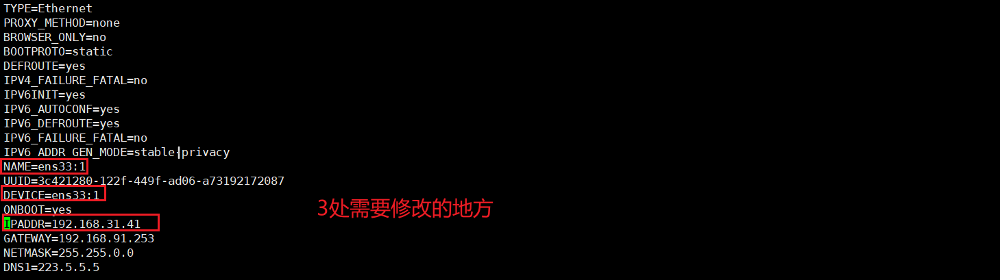 TYPE=Ethernet
PROXY_METHOD=none
BROWSER_ONLY=no
BOOTPROTO=static
DEFROUTE=yes
IPV4_FAILURE_FATAL=no
IPV6INIT=yes
IPV6_AUTOCONF=yes
IPV6_DEFROUTE=yes
IPV6_FAILURE_FATAL=no
IPV6_ADDR_GEN_MODE=stable-privacy
NAME=ens33:1
UUID=3c421280-122f-449f-ad06-a73192172087
DEVICE=ens33:1
ONBOOT=yes
3处需要修改的地方
IPADDR=192.168.31.41
GATEWAY=192.168.91.253
NETMASK=255.255.0.0
DNS1=223.5.5.5